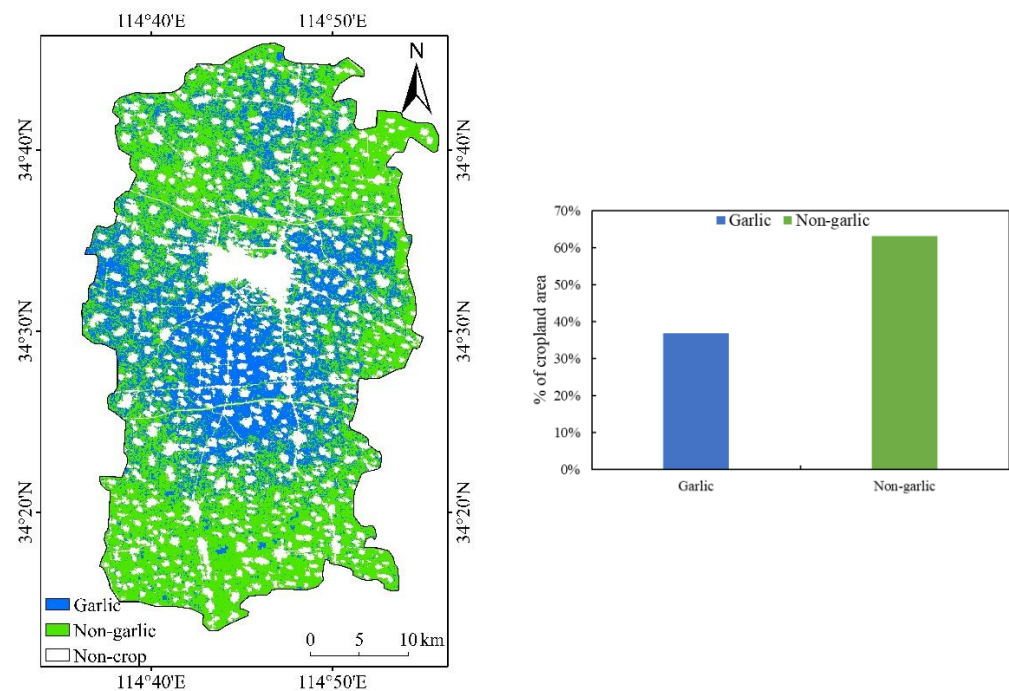 114°40'E 114°50'E
N
34°40'N 34°40'N
34°30'N 34°30'N
34°20'N 34°20'N
Garlic
Non-garlic
Non-crop
0 5 10 km
114°40'E 114°50'E
70%
60%
50%
40%
30%
20%
10%
0%
% of cropland area
Garlic Non-garlic
Garlic Non-garlic